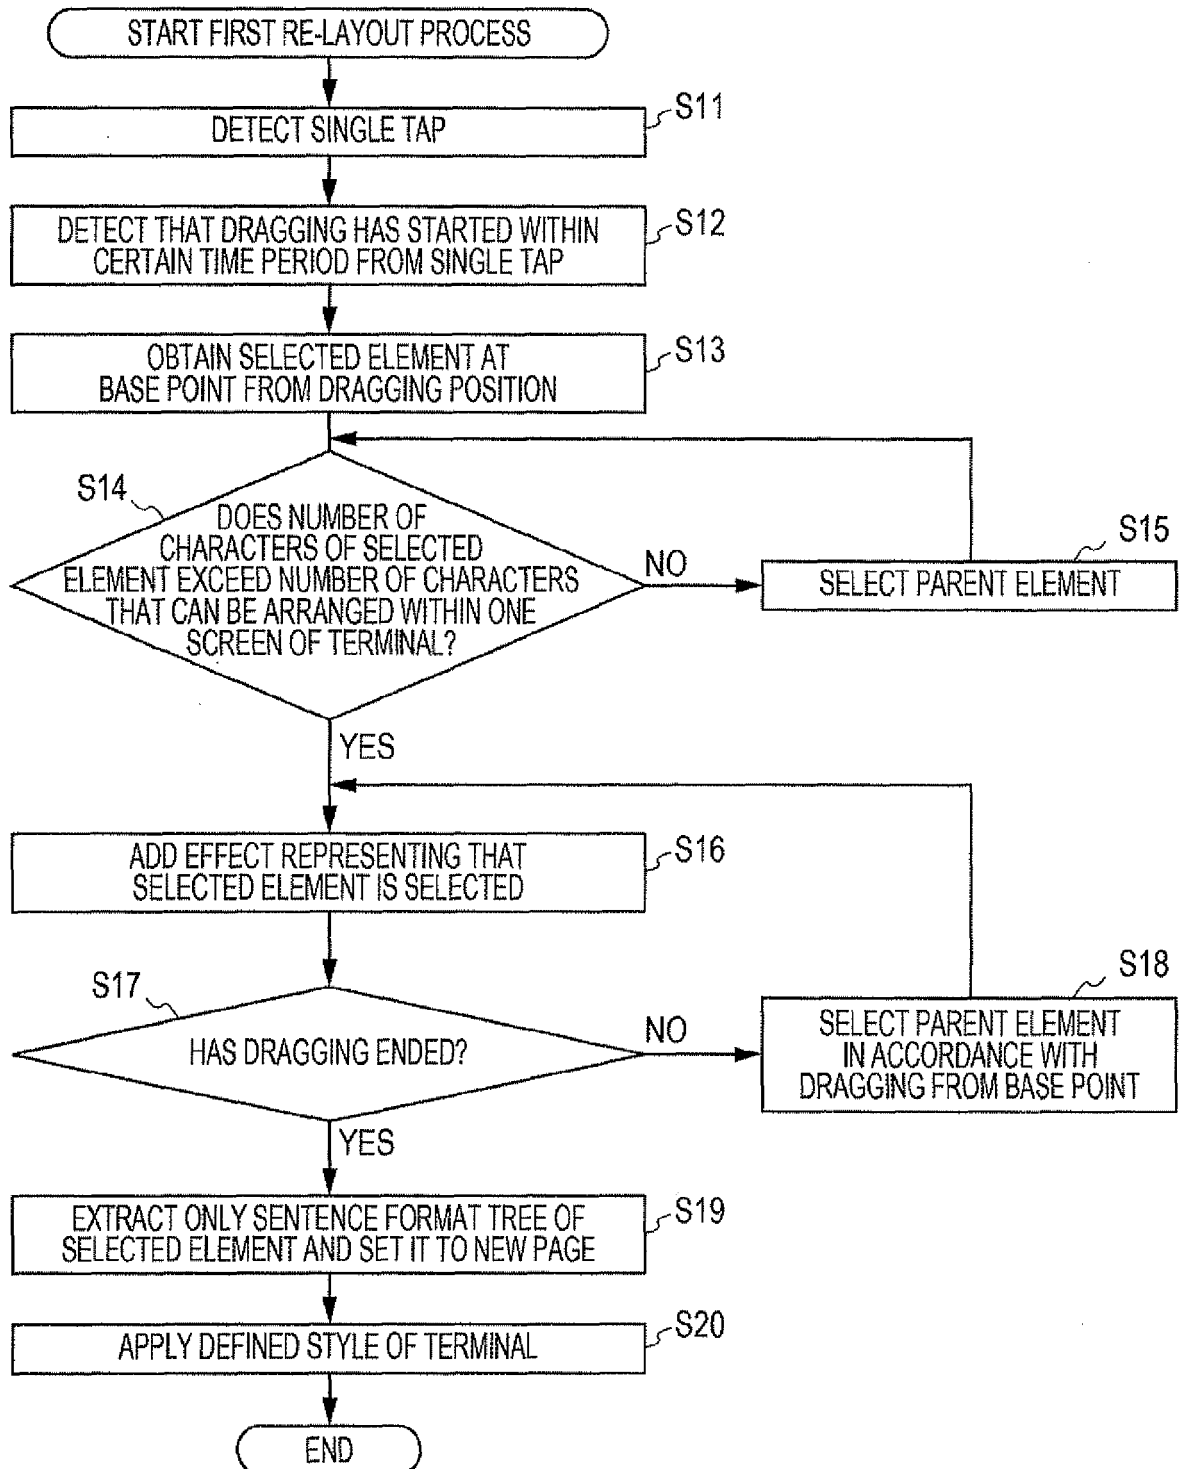 START FIRST RE-LAYOUT PROCESS
S11
DETECT SINGLE TAP
S12
DETECT THAT DRAGGING HAS STARTED WITHIN
CERTAIN TIME PERIOD FROM SINGLE TAP
S13
OBTAIN SELECTED ELEMENT AT
BASE POINT FROM DRAGGING POSITION
S14
DOES NUMBER OF
CHARACTERS OF SELECTED
ELEMENT EXCEED NUMBER OF CHARACTERS
THAT CAN BE ARRANGED WITHIN ONE
SCREEN OF TERMINAL?
NO
S15
SELECT PARENT ELEMENT
YES
S16
ADD EFFECT REPRESENTING THAT
SELECTED ELEMENT IS SELECTED
S17
HAS DRAGGING ENDED?
NO
S18
SELECT PARENT ELEMENT
IN ACCORDANCE WITH
DRAGGING FROM BASE POINT
YES
S19
EXTRACT ONLY SENTENCE FORMAT TREE OF
SELECTED ELEMENT AND SET IT TO NEW PAGE
S20
APPLY DEFINED STYLE OF TERMINAL
END